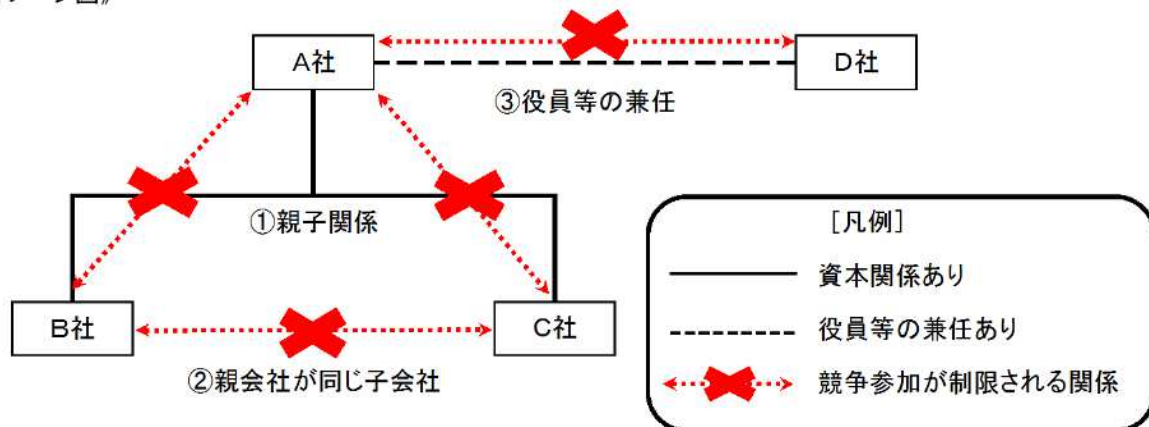 A社
D社
③役員等の兼任
①親子関係
B社
C社
②親会社が同じ子会社
[凡例]
資本関係あり
役員等の兼任あり
競争参加が制限される関係